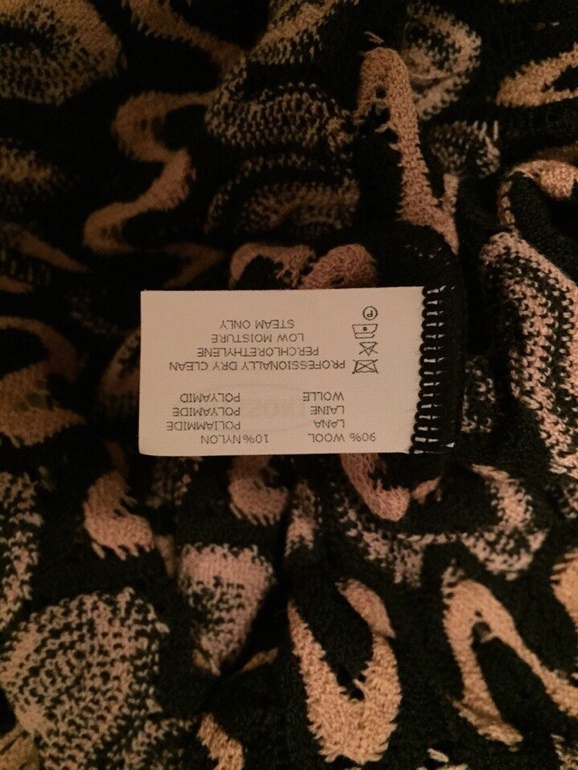 90% WOOL 10% NYLON
LANA POLIAMMIDE
LAINE POLYAMIDE
WOLLE POLYAMID
PROFESSIONALLY DRY CLEAN
PERCHLORETHYLENE
LOW MOISTURE
STEAM ONLY
P